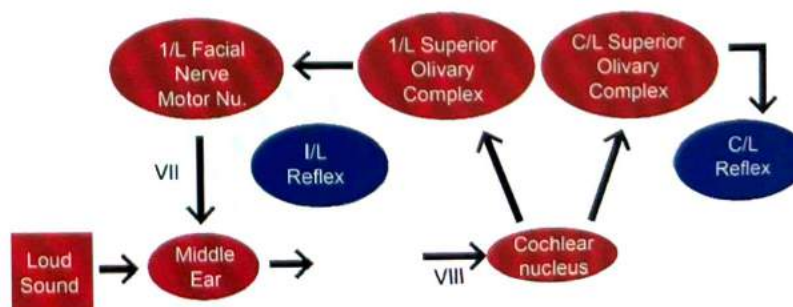 1/L Facial
Nerve
Motor Nu.
1/L Superior
Olivary
Complex
C/L Superior
Olivary
Complex
VII
I/L
Reflex
C/L
Reflex
Loud
Sound
Middle
Ear
VIII
Cochlear
nucleus